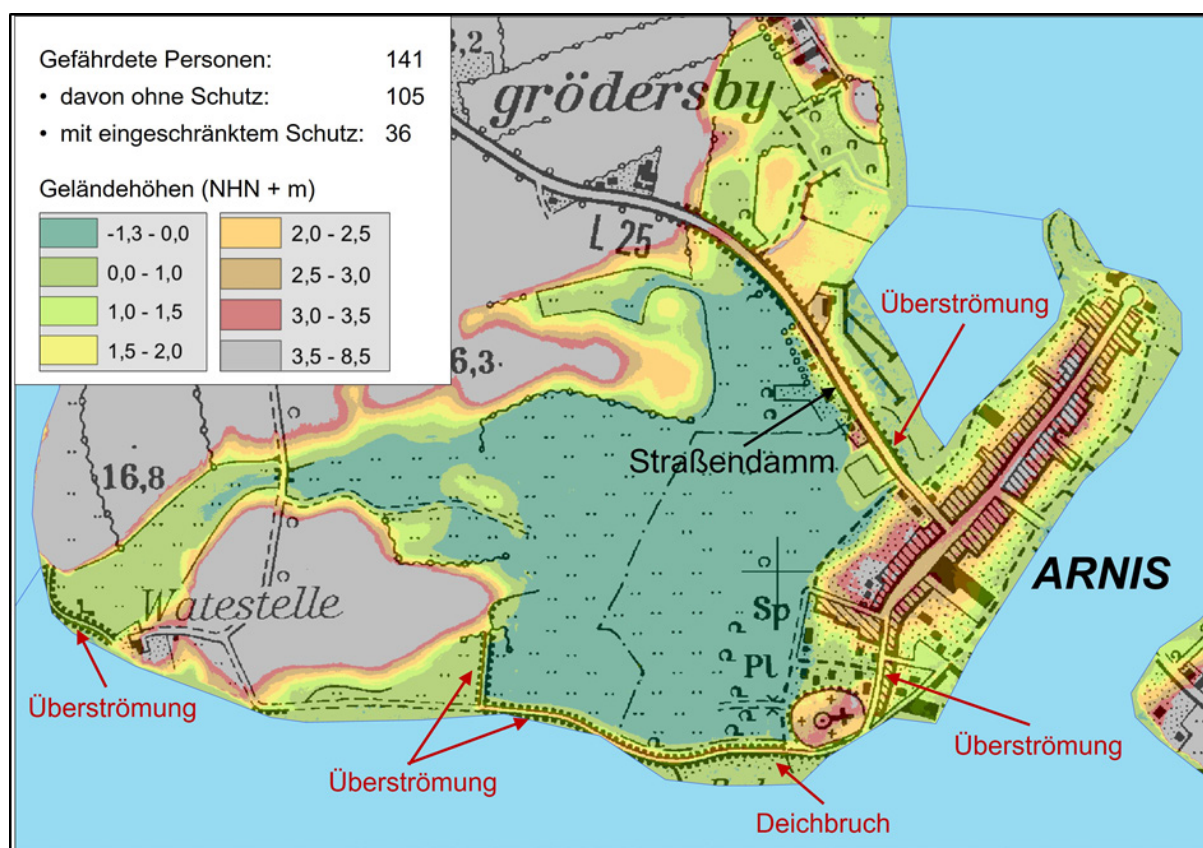 Gefährdete Personen: 141
• davon ohne Schutz: 105
• mit eingeschränktem Schutz: 36
Geländehöhen (NHN + m)
-1,3 - 0,0
0,0 - 1,0
1,0 - 1,5
1,5 - 2,0
2,0 - 2,5
2,5 - 3,0
3,0 - 3,5
3,5 - 8,5
grödersby
L 25
Überströmung
6,3
Straßendamm
16,8
ARNIS
Watestelle
Sp
Pl
Überströmung
Überströmung
Überströmung
Deichbruch